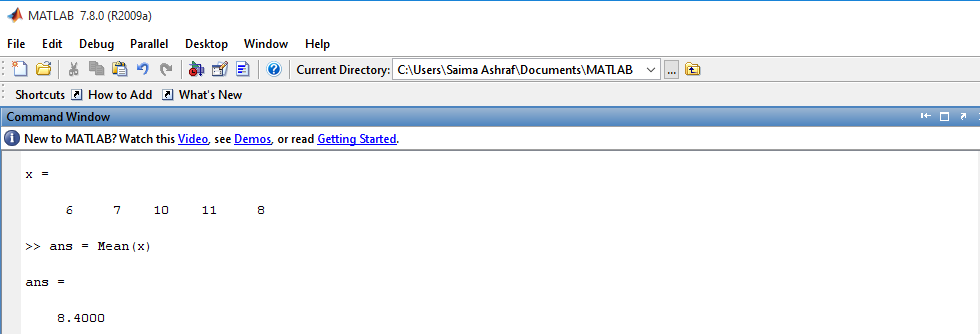 MATLAB 7.8.0 (R2009a)
File Edit Debug Parallel Desktop Window Help
Current Directory: C:\Users\Saima Ashraf\Documents\MATLAB ...
Shortcuts How to Add What's New
Command Window
New to MATLAB? Watch this Video, see Demos, or read Getting Started.
x =
6 7 10 11 8
>> ans = Mean(x)
ans =
8.4000